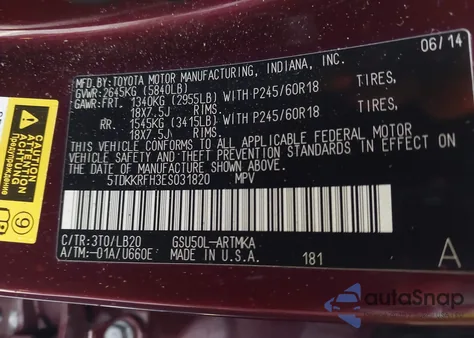 06/14
MFD.BY:TOYOTA MOTOR MANUFACTURING, INDIANA, INC.
GVWR:2645KG (5840LB)
GAWR:FRT. 1340KG (2955LB) WITH P245/60R18 TIRES,
18X7.5J RIMS.
RR 1545KG (3415LB) WITH P245/60R18 TIRES,
18X7.5J RIMS.
THIS VEHICLE CONFORMS TO ALL APPLICABLE FEDERAL MOTOR
VEHICLE SAFETY AND THEFT PREVENTION STANDARDS IN EFFECT ON
THE DATE OF MANUFACTURE SHOWN ABOVE.
5TDKKRFH3ES031820 MPV
C/TR:3T0/LB20 GSU50L-ARTMKA
A/TM:-01A/U660E MADE IN U.S.A. 181 A
CAUTION
9
autoSnap